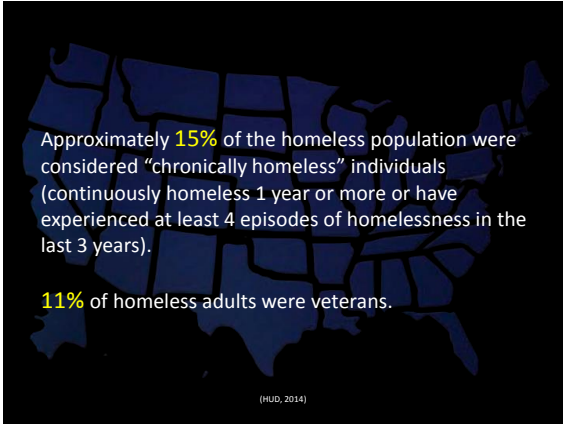 Approximately 15% of the homeless population were
considered “chronically homeless” individuals
(continuously homeless 1 year or more or have
experienced at least 4 episodes of homelessness in the
last 3 years).
11% of homeless adults were veterans.
(HUD, 2014)